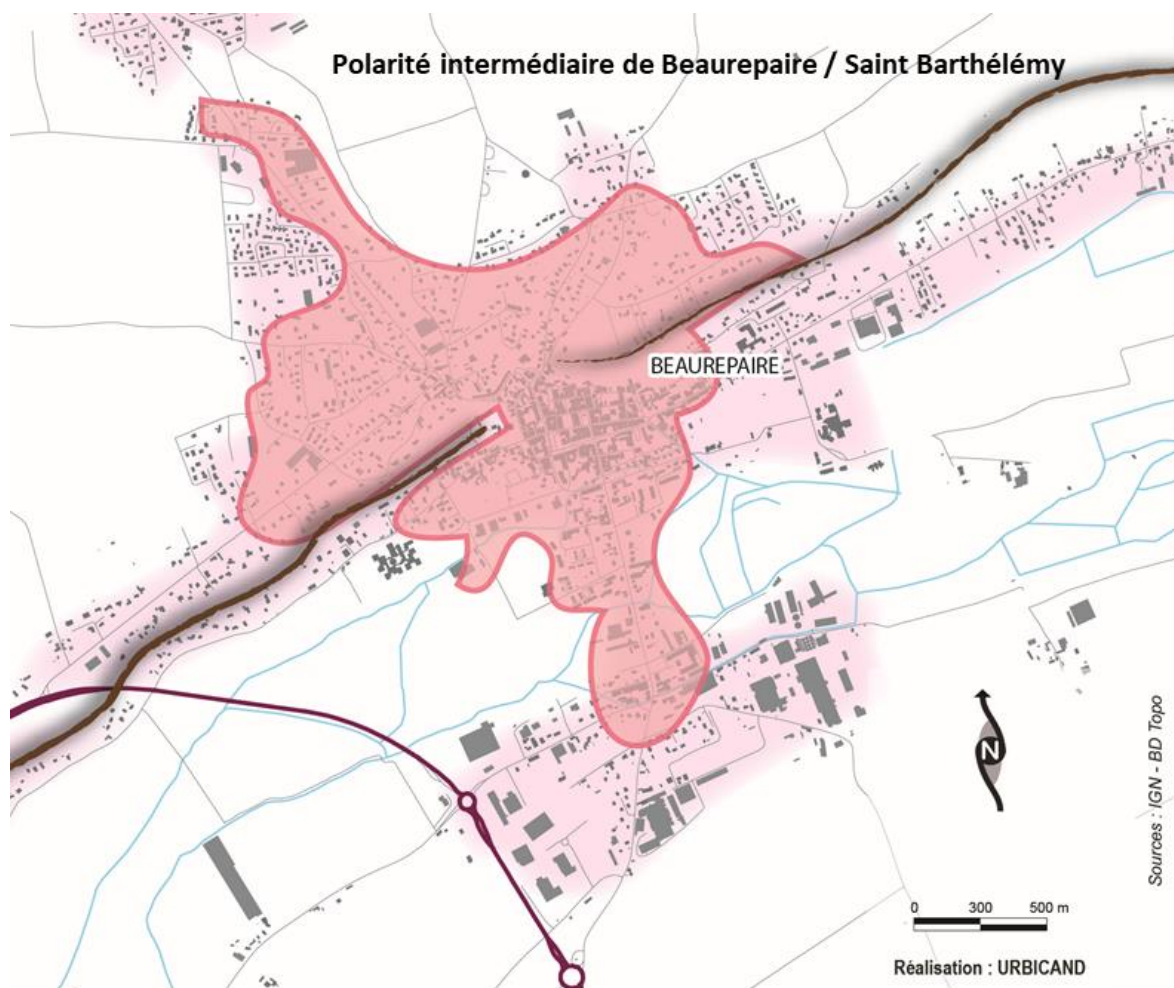 Polarité intermédiaire de Beaurepaire / Saint Barthélémy
BEAUREPAIRE
N
Sources : IGN - BD Topo
0 300 500 m
Réalisation : URBICAND